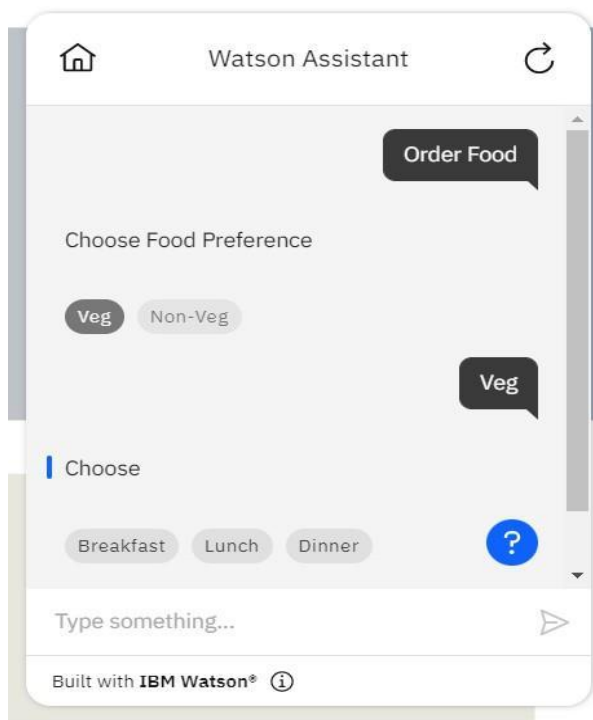 Watson Assistant
Order Food
Choose Food Preference
Veg Non-Veg
Veg
Choose
Breakfast Lunch Dinner
?
Type something...
Built with IBM Watson®